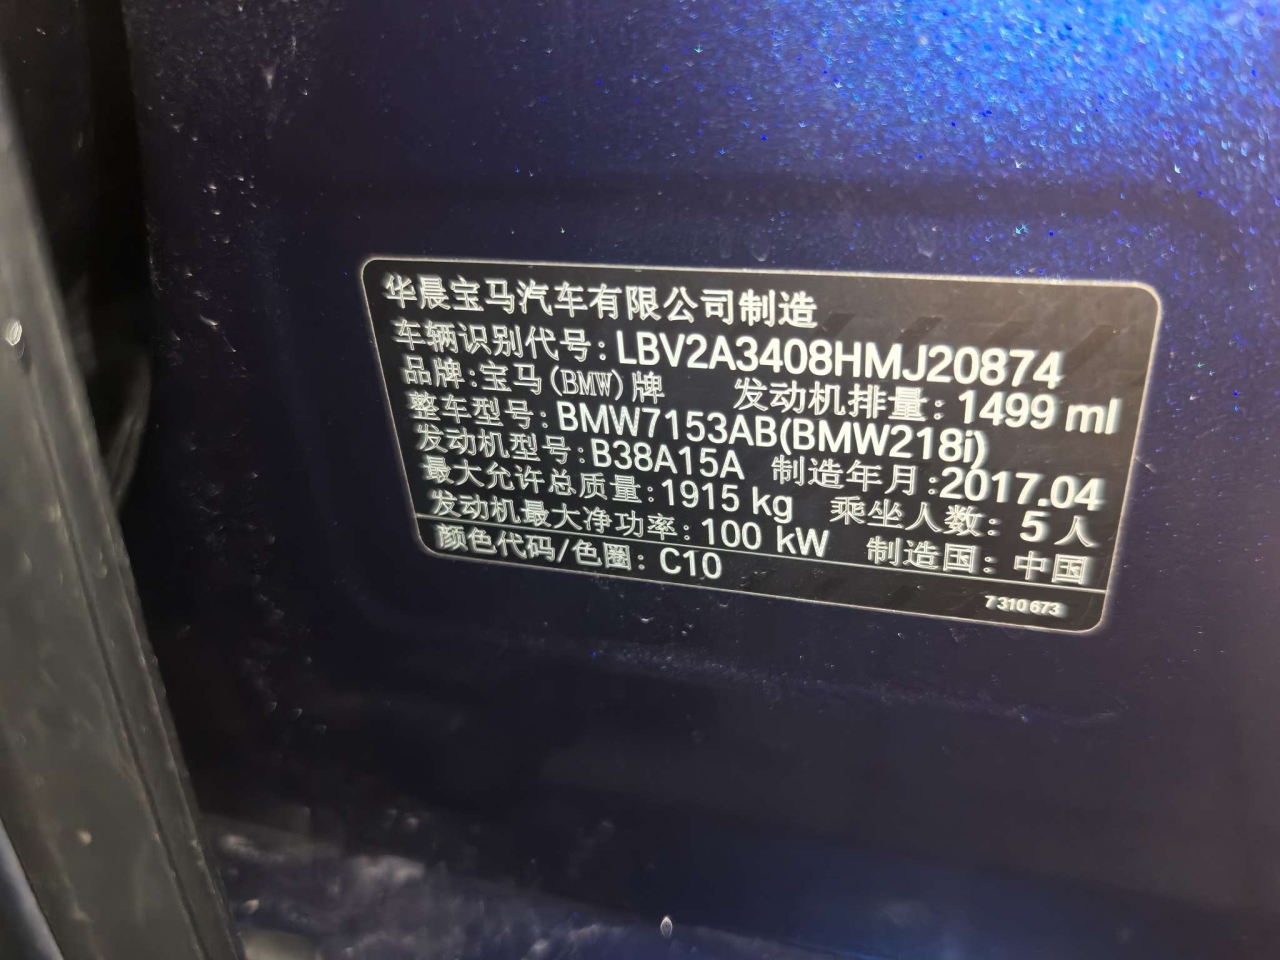 华晨宝马汽车有限公司制造
车辆识别代号: LBV2A3408HMJ20874
品牌: 宝马(BMW)牌 发动机排量: 1499 ml
整车型号: BMW7153AB(BMW218i)
发动机型号: B38A15A 制造年月: 2017.04
最大允许总质量: 1915 kg 乘坐人数: 5 人
发动机最大净功率: 100 kW 制造国: 中国
颜色代码/色圈: C10
7 310 673